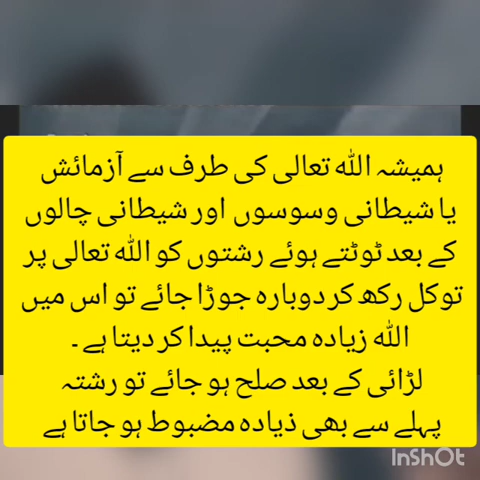 ہمیشہ اللہ تعالی کی طرف سے آزمائش
یا شیطانی وسوسوں اور شیطانی چالوں
کے بعد ٹوٹتے ہوئے رشتوں کو اللہ تعالی پر
توکل رکھ کر دوبارہ جوڑا جائے تو اس میں
اللہ زیادہ محبت پیدا کر دیتا ہے۔
لڑائی کے بعد صلح ہو جائے تو رشتہ
پہلے سے بھی ذیادہ مضبوط ہو جاتا ہے
InShOt